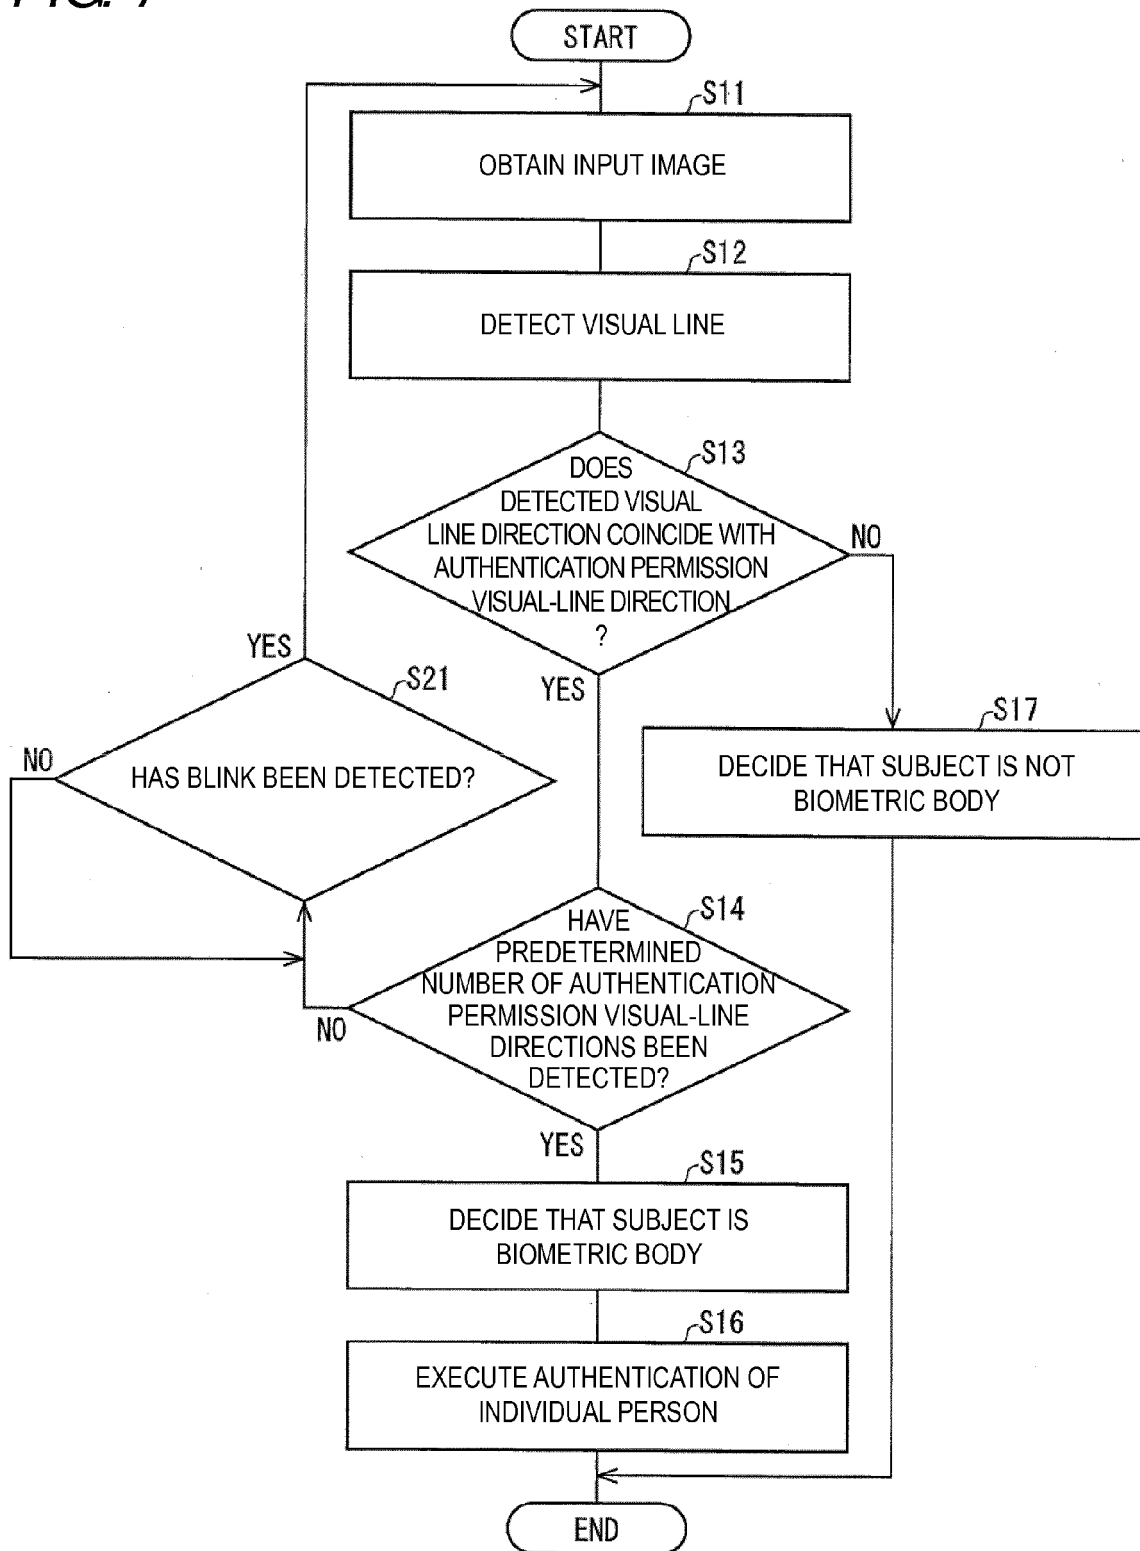 START
S11
OBTAIN INPUT IMAGE
S12
DETECT VISUAL LINE
S13
DOES
DETECTED VISUAL
LINE DIRECTION COINCIDE WITH
AUTHENTICATION PERMISSION
VISUAL-LINE DIRECTION
?
NO
YES
YES
S21
HAS BLINK BEEN DETECTED?
NO
S17
DECIDE THAT SUBJECT IS NOT
BIOMETRIC BODY
S14
HAVE
PREDETERMINED
NUMBER OF AUTHENTICATION
PERMISSION VISUAL-LINE
DIRECTIONS BEEN
DETECTED?
NO
YES
S15
DECIDE THAT SUBJECT IS
BIOMETRIC BODY
S16
EXECUTE AUTHENTICATION OF
INDIVIDUAL PERSON
END